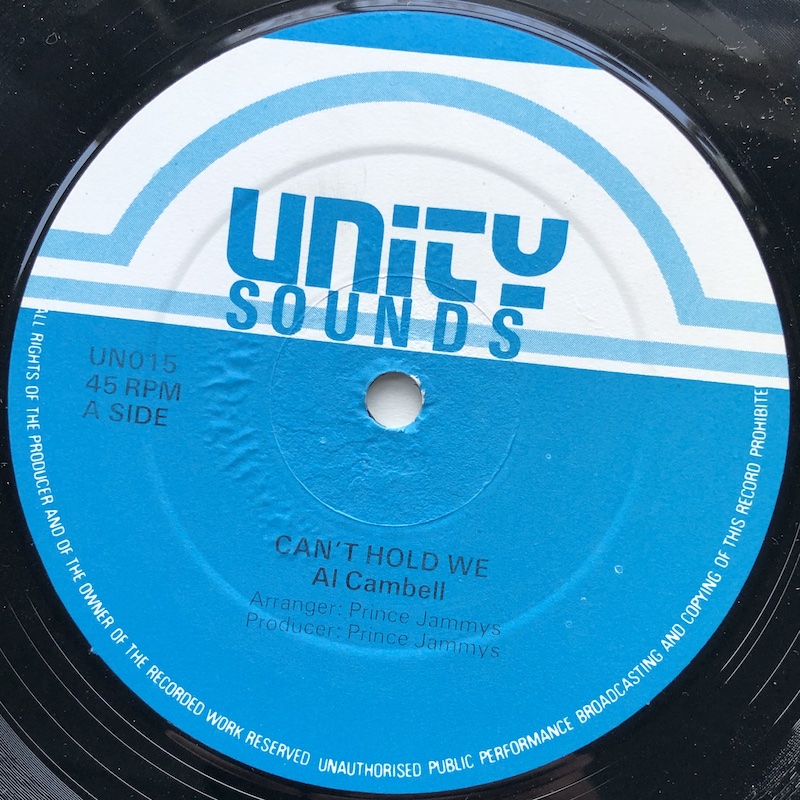 UNiTY
SOUNDS
UN015
45 RPM
A SIDE
CAN'T HOLD WE
Al Cambell
Arranger: Prince Jammys
Producer: Prince Jammys
ALL RIGHTS OF THE PRODUCER AND OF THE OWNER OF THE RECORDED WORK RESERVED UNAUTHORISED PUBLIC PERFORMANCE BROADCASTING AND COPYING OF THIS RECORD PROHIBITE